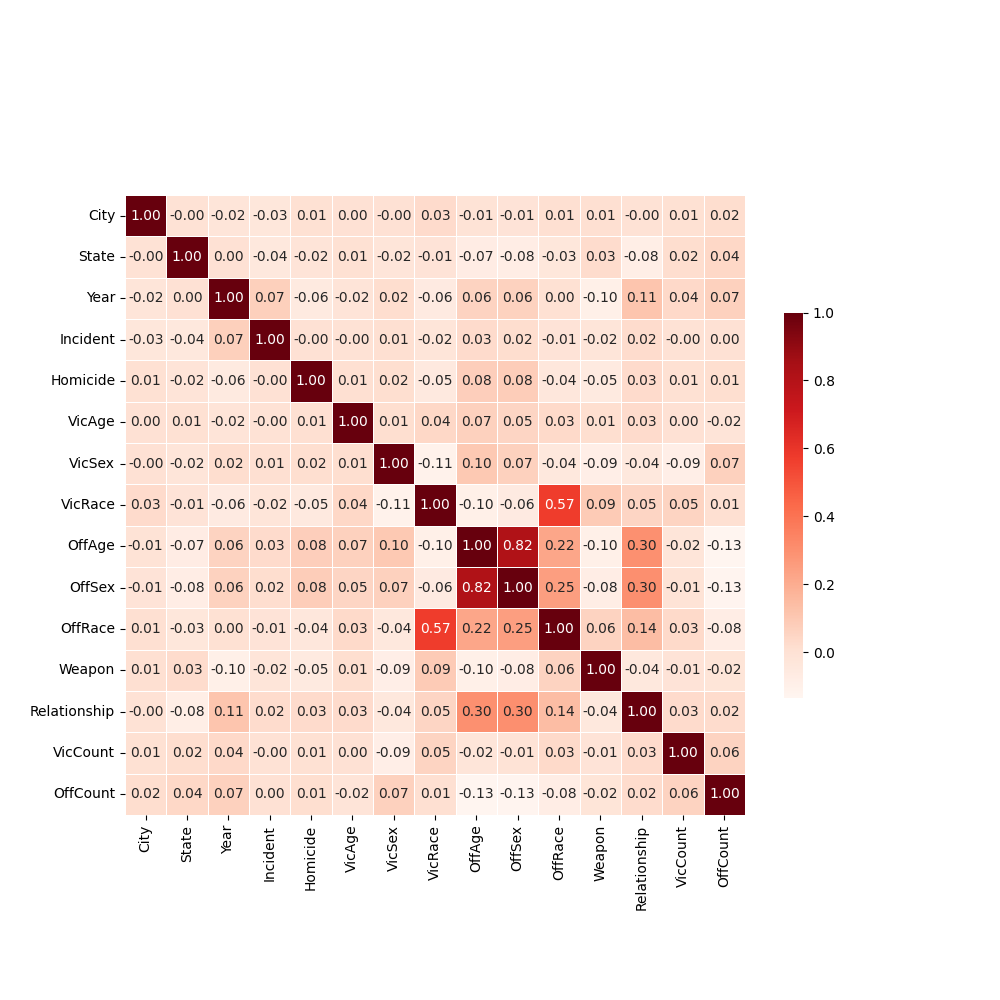 City 1.00 -0.00 -0.02 -0.03 0.01 0.00 -0.00 0.03 -0.01 -0.01 0.01 0.01 -0.00 0.01 0.02
State -0.00 1.00 0.00 -0.04 -0.02 0.01 -0.02 -0.01 -0.07 -0.08 -0.03 0.03 -0.08 0.02 0.04
Year -0.02 0.00 1.00 0.07 -0.06 -0.02 0.02 -0.06 0.06 0.06 0.00 -0.10 0.11 0.04 0.07
Incident -0.03 -0.04 0.07 1.00 -0.00 -0.00 0.01 -0.02 0.03 0.02 -0.01 -0.02 0.02 -0.00 0.00
Homicide 0.01 -0.02 -0.06 -0.00 1.00 0.01 0.02 -0.05 0.08 0.08 -0.04 -0.05 0.03 0.01 0.01
VicAge 0.00 0.01 -0.02 -0.00 0.01 1.00 0.01 0.04 0.07 0.05 0.03 0.01 0.03 0.00 -0.02
VicSex -0.00 -0.02 0.02 0.01 0.02 0.01 1.00 -0.11 0.10 0.07 -0.04 -0.09 -0.04 -0.09 0.07
VicRace 0.03 -0.01 -0.06 -0.02 -0.05 0.04 -0.11 1.00 -0.10 -0.06 0.57 0.09 0.05 0.05 0.01
OffAge -0.01 -0.07 0.06 0.03 0.08 0.07 0.10 -0.10 1.00 0.82 0.22 -0.10 0.30 -0.02 -0.13
OffSex -0.01 -0.08 0.06 0.02 0.08 0.05 0.07 -0.06 0.82 1.00 0.25 -0.08 0.30 -0.01 -0.13
OffRace 0.01 -0.03 0.00 -0.01 -0.04 0.03 -0.04 0.57 0.22 0.25 1.00 0.06 0.14 0.03 -0.08
Weapon 0.01 0.03 -0.10 -0.02 -0.05 0.01 -0.09 0.09 -0.10 -0.08 0.06 1.00 -0.04 -0.01 -0.02
Relationship -0.00 -0.08 0.11 0.02 0.03 0.03 -0.04 0.05 0.30 0.30 0.14 -0.04 1.00 0.03 0.02
VicCount 0.01 0.02 0.04 -0.00 0.01 0.00 -0.09 0.05 -0.02 -0.01 0.03 -0.01 0.03 1.00 0.06
OffCount 0.02 0.04 0.07 0.00 0.01 -0.02 0.07 0.01 -0.13 -0.13 -0.08 -0.02 0.02 0.06 1.00
City State Year Incident Homicide VicAge VicSex VicRace OffAge OffSex OffRace Weapon Relationship VicCount OffCount
1.0
0.8
0.6
0.4
0.2
0.0